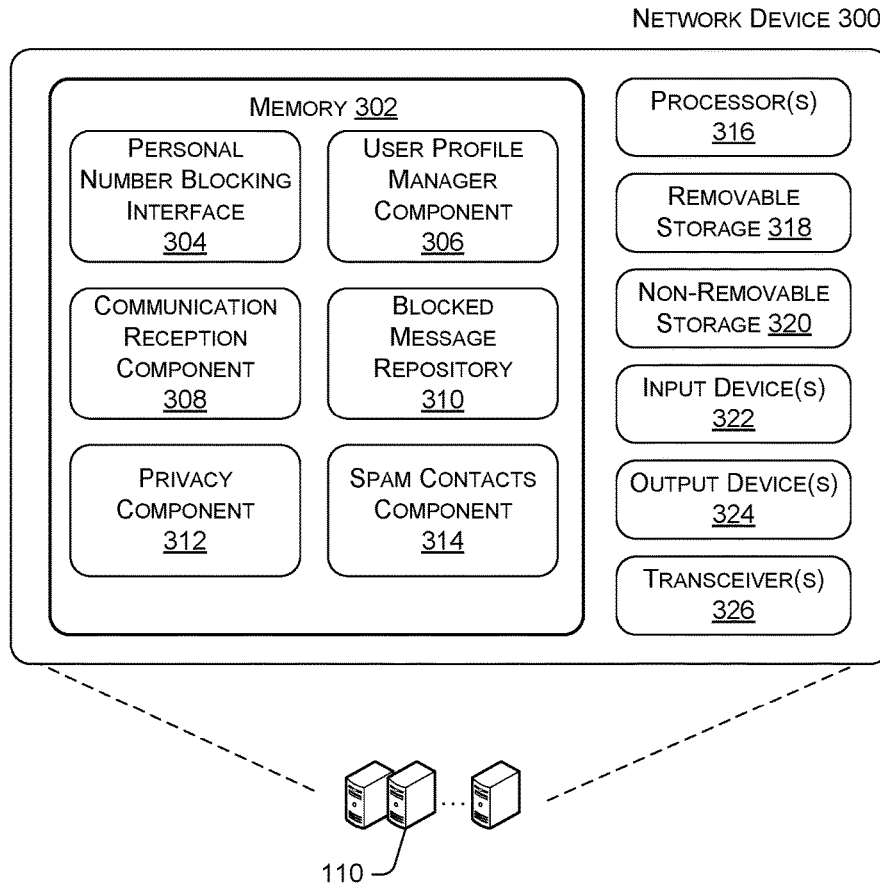 NETWORK DEVICE 300
MEMORY 302
PERSONAL
NUMBER BLOCKING
INTERFACE
304
USER PROFILE
MANAGER
COMPONENT
306
COMMUNICATION
RECEPTION
COMPONENT
308
BLOCKED
MESSAGE
REPOSITORY
310
PRIVACY
COMPONENT
312
SPAM CONTACTS
COMPONENT
314
PROCESSOR(S)
316
REMOVABLE
STORAGE 318
NON-REMOVABLE
STORAGE 320
INPUT DEVICE(S)
322
OUTPUT DEVICE(S)
324
TRANSCEIVER(S)
326
110